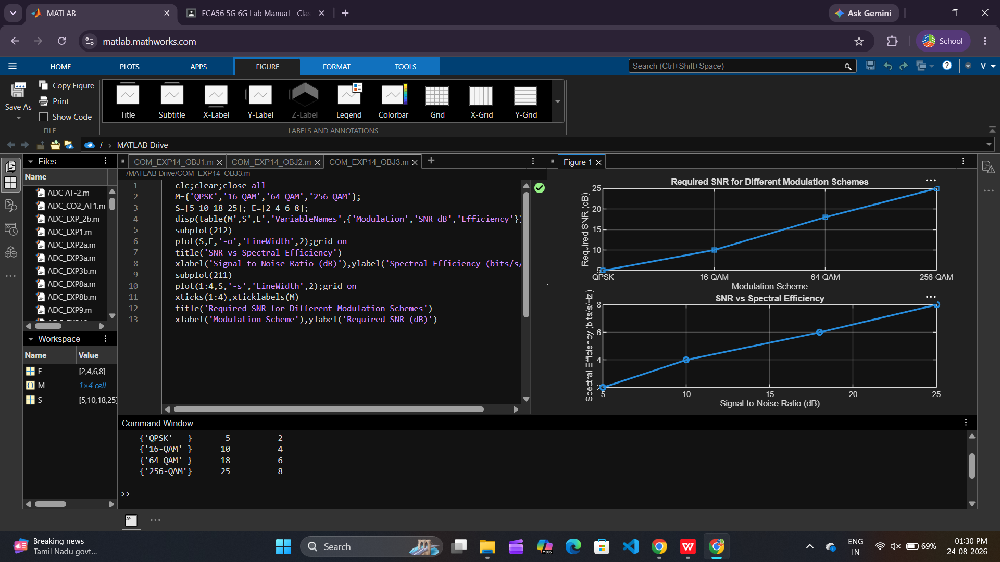 MATLAB
ECA56 5G 6G Lab Manual - Clas
Ask Gemini
matlab.mathworks.com
School
HOME
PLOTS
APPS
FIGURE
FORMAT
TOOLS
Search (Ctrl+Shift+Space)
V
Save As
Copy Figure
Print
Show Code
FILE
Title
Subtitle
X-Label
Y-Label
Z-Label
Legend
Colorbar
Grid
X-Grid
Y-Grid
LABELS AND ANNOTATIONS
/ › MATLAB Drive
Files
Name
ADC AT-2.m
ADC_CO2_AT1.m
ADC_EXP_2b.m
ADC_EXP1.m
ADC_EXP2a.m
ADC_EXP3a.m
ADC_EXP3b.m
ADC_EXP8a.m
ADC_EXP8b.m
ADC_EXP9.m
Workspace
Name Value
E [2,4,6,8]
M 1×4 cell
S [5,10,18,25]
COM_EXP14_OBJ1.m
COM_EXP14_OBJ2.m
COM_EXP14_OBJ3.m
/MATLAB Drive/COM_EXP14_OBJ3.m
1 clc;clear;close all
2 M={'QPSK','16-QAM','64-QAM','256-QAM'};
3 S=[5 10 18 25]; E=[2 4 6 8];
4 disp(table(M',S',E','VariableNames',{'Modulation','SNR_dB','Efficiency'})
5 subplot(212)
6 plot(S,E,'-o','LineWidth',2);grid on
7 title('SNR vs Spectral Efficiency')
8 xlabel('Signal-to-Noise Ratio (dB)'),ylabel('Spectral Efficiency (bits/s/
9 subplot(211)
10 plot(1:4,S,'-s','LineWidth',2);grid on
11 xticks(1:4),xticklabels(M)
12 title('Required SNR for Different Modulation Schemes')
13 xlabel('Modulation Scheme'),ylabel('Required SNR (dB)')
Figure 1
Required SNR for Different Modulation Schemes
Required SNR (dB)
25
20
15
10
5
QPSK 16-QAM 64-QAM 256-QAM
Modulation Scheme
SNR vs Spectral Efficiency
Spectral Efficiency (bits/s/Hz)
8
6
4
2
5 10 15 20 25
Signal-to-Noise Ratio (dB)
Command Window
{'QPSK'   } 5 2
{'16-QAM' } 10 4
{'64-QAM' } 18 6
{'256-QAM'} 25 8
>>
Breaking news
Tamil Nadu govt...
Search
M365
ENG
IN
69%
01:30 PM
24-08-2026